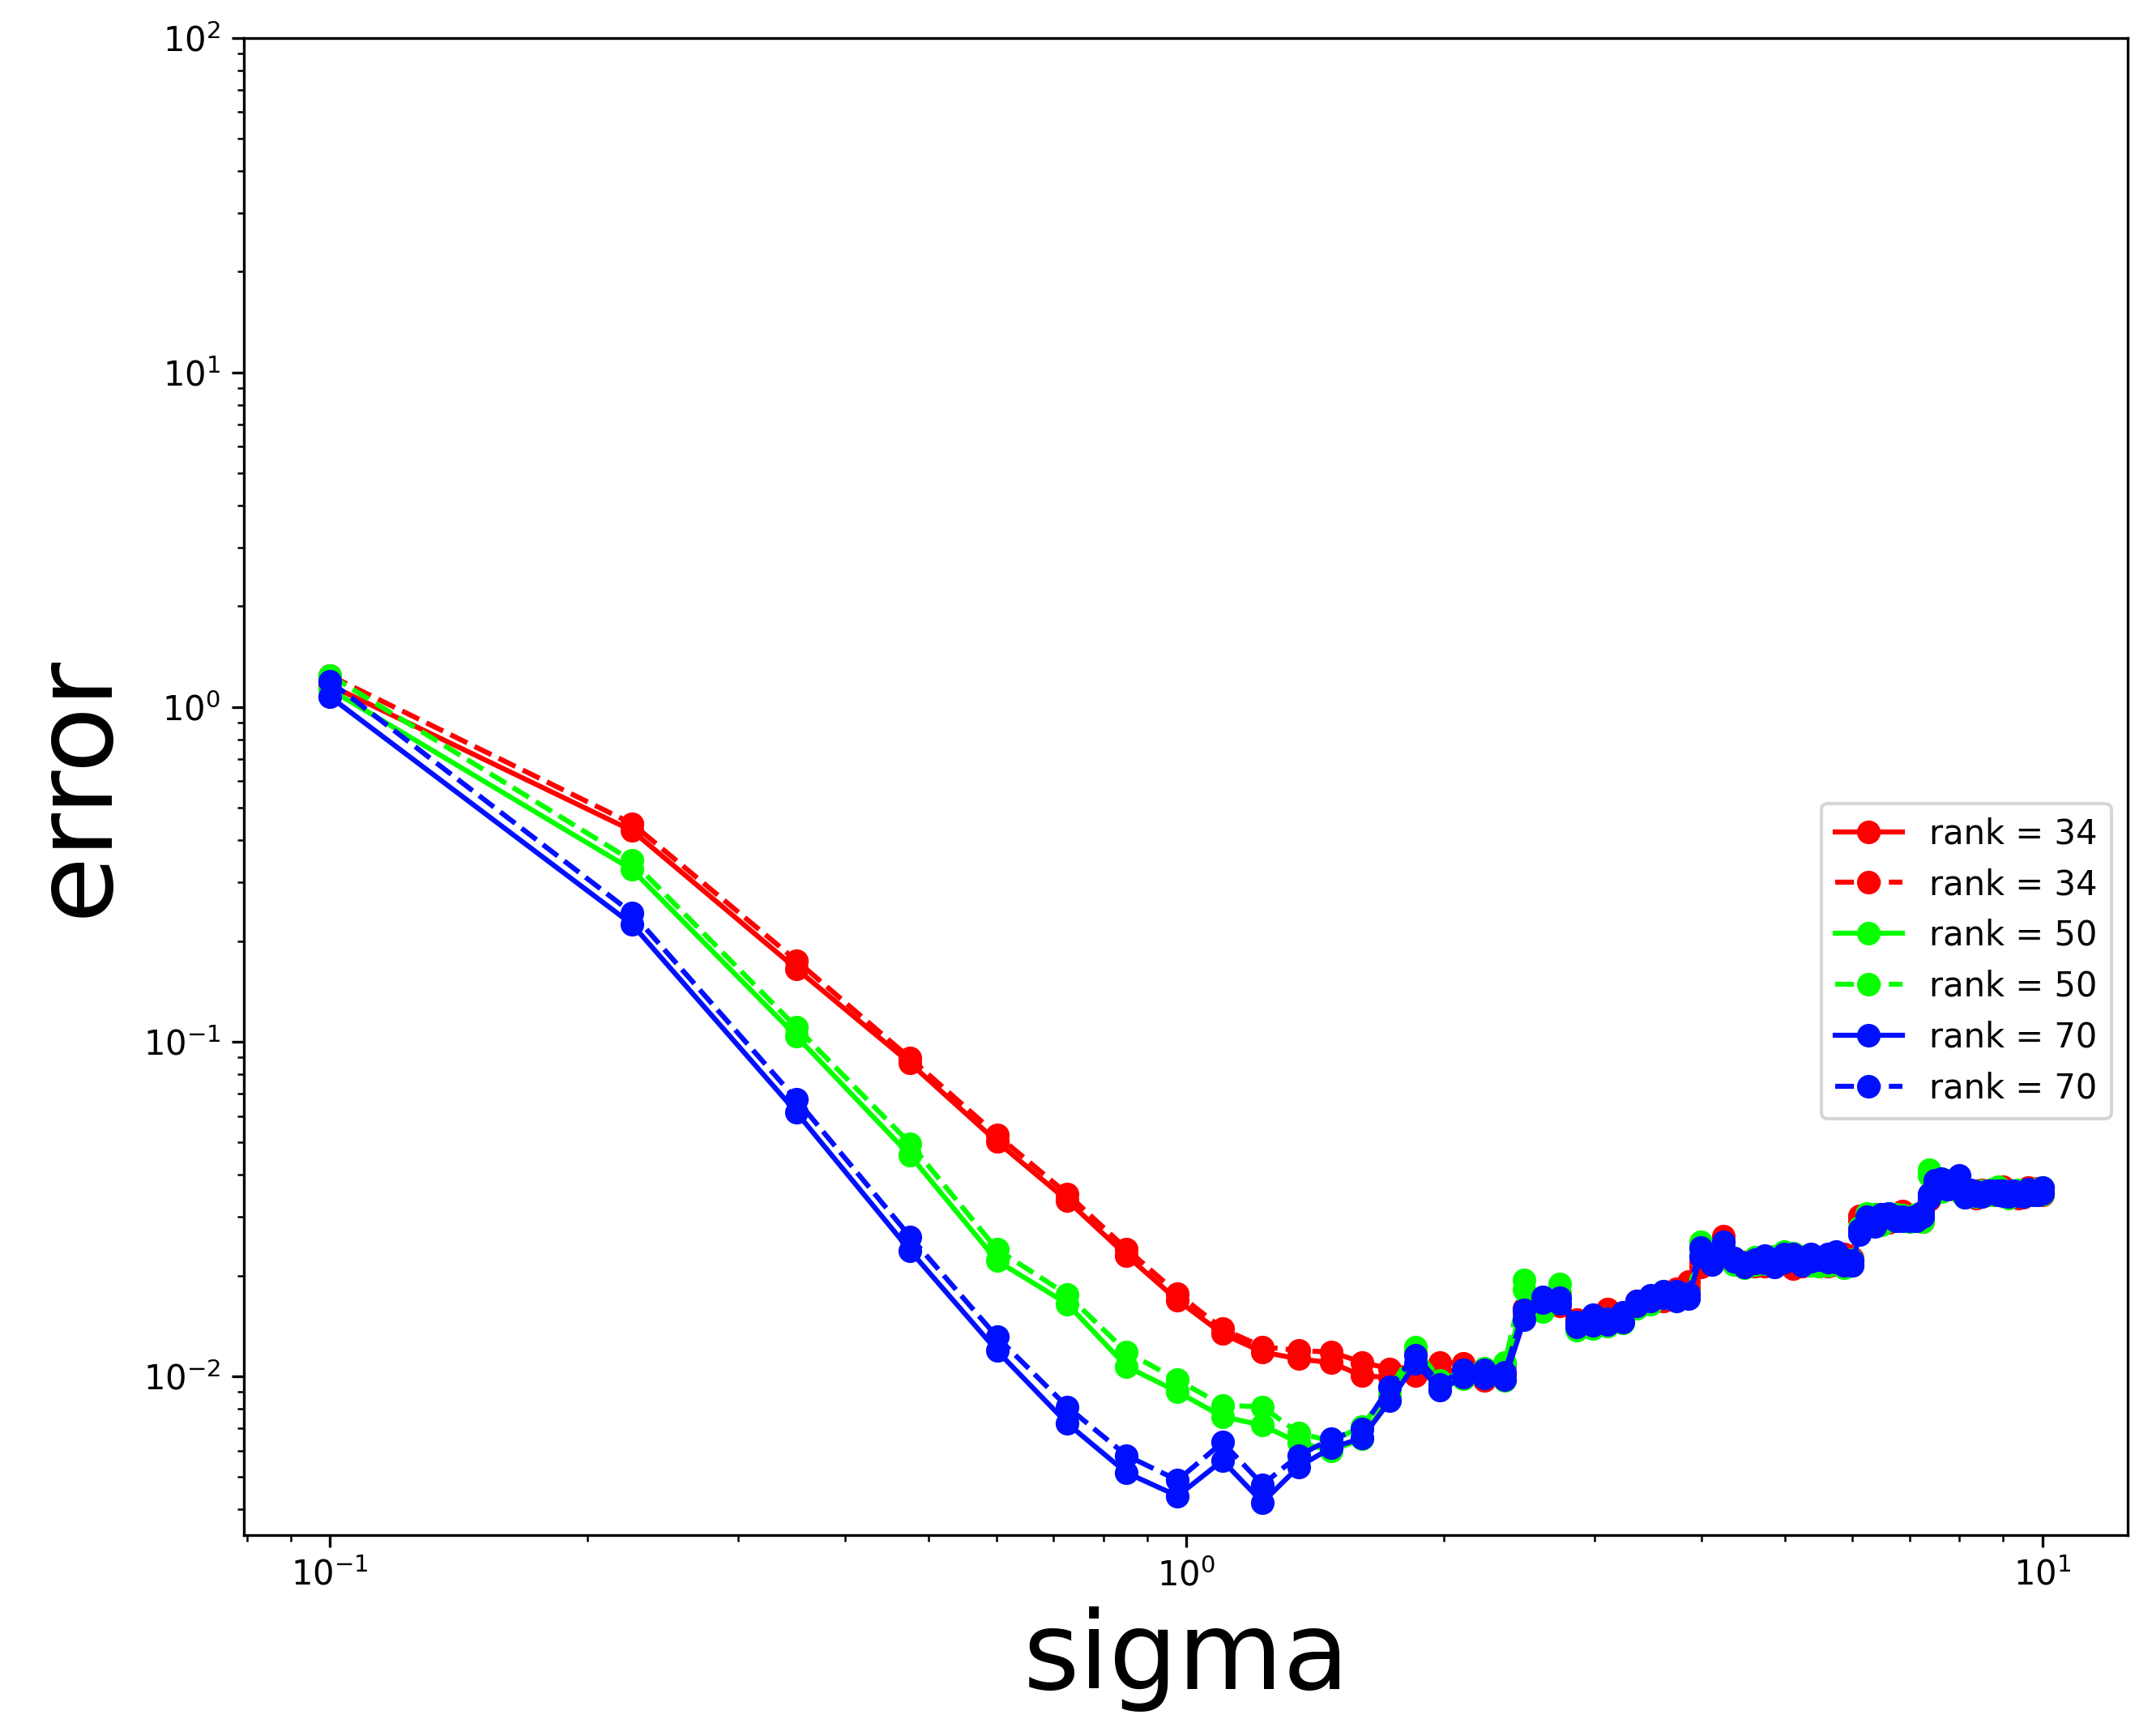 10²
10¹
10⁰
10⁻¹
10⁻²
error
rank = 34
rank = 34
rank = 50
rank = 50
rank = 70
rank = 70
10⁻¹ 10⁰ 10¹
sigma